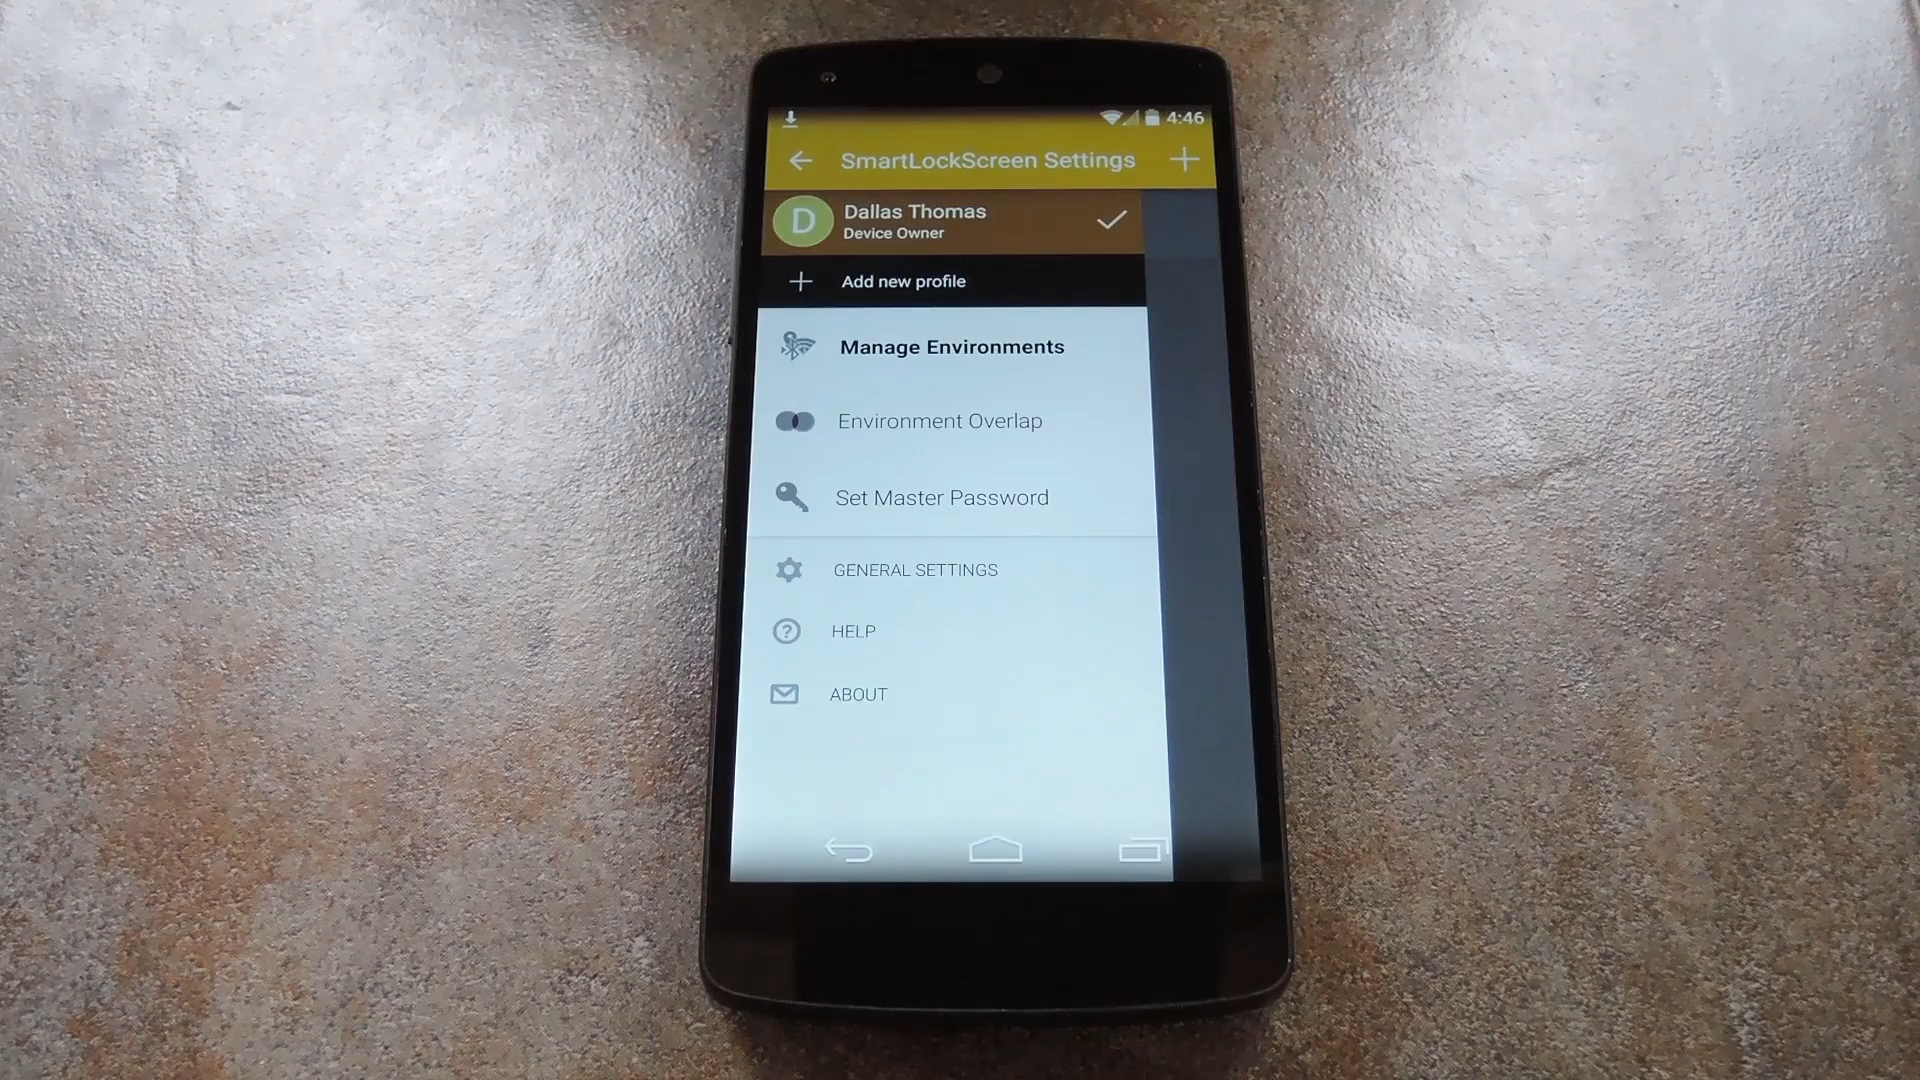 4:46
SmartLockScreen Settings
D
Dallas Thomas
Device Owner
Add new profile
Manage Environments
Environment Overlap
Set Master Password
GENERAL SETTINGS
HELP
ABOUT